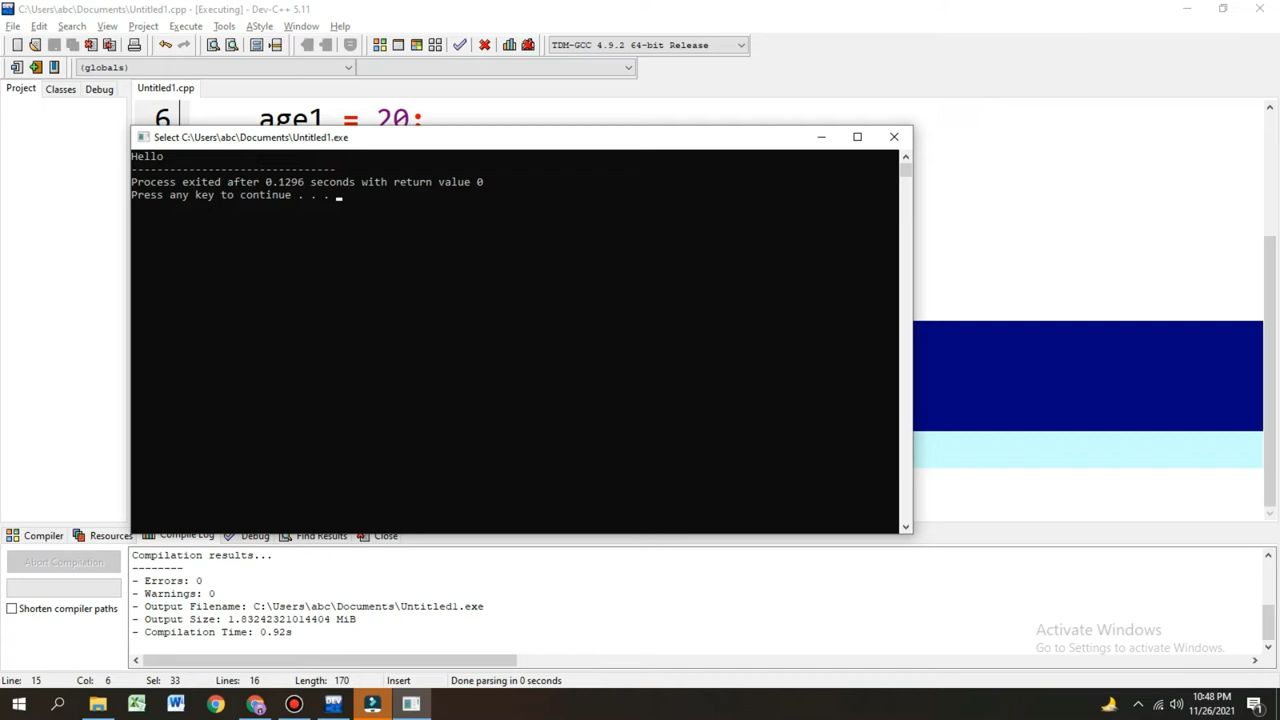 C:\Users\abc\Documents\Untitled1.cpp - [Executing] - Dev-C++ 5.11
File Edit Search View Project Execute Tools AStyle Window Help
TDM-GCC 4.9.2 64-bit Release
(globals)
Project Classes Debug Untitled1.cpp
6 age1 = 20;
Select C:\Users\abc\Documents\Untitled1.exe
Hello
--------------------------------
Process exited after 0.1296 seconds with return value 0
Press any key to continue . . .
Compiler Resources Compile Log Debug Find Results Close
Abort Compilation
Shorten compiler paths
Compilation results...
--------
- Errors: 0
- Warnings: 0
- Output Filename: C:\Users\abc\Documents\Untitled1.exe
- Output Size: 1.83242321014404 MiB
- Compilation Time: 0.92s
Activate Windows
Go to Settings to activate Windows.
Line: 15 Col: 6 Sel: 33 Lines: 16 Length: 170 Insert Done parsing in 0 seconds
DEV
10:48 PM
11/26/2021
1